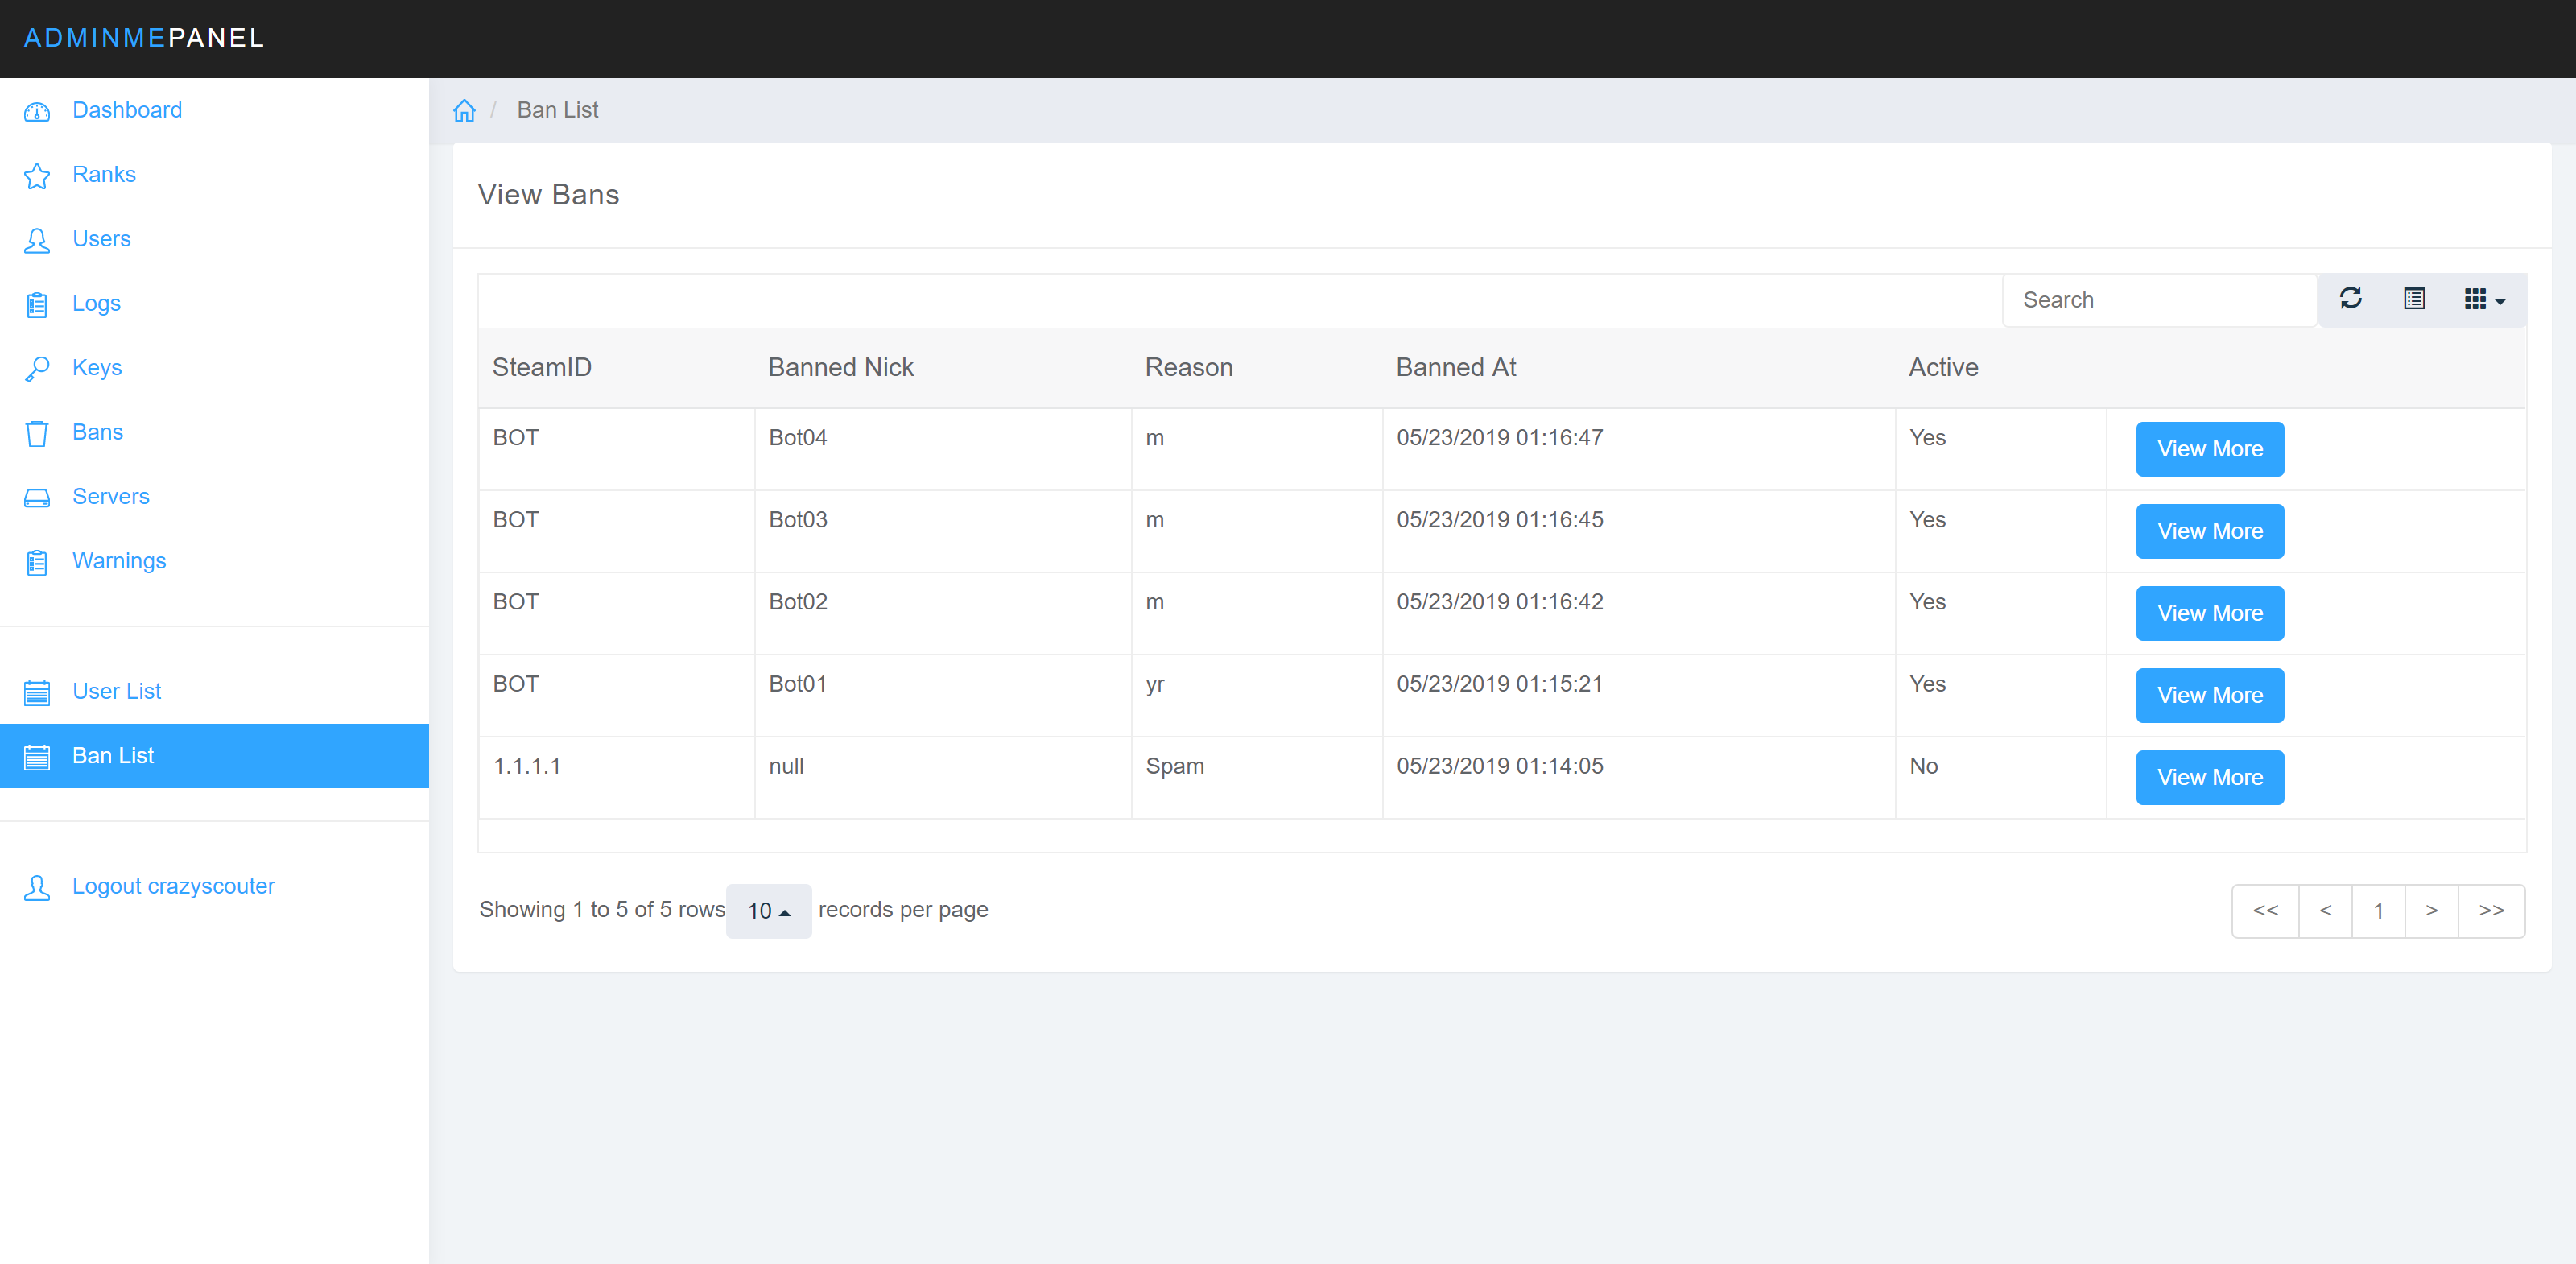 ADMINMEPANEL
Dashboard
Ranks
Users
Logs
Keys
Bans
Servers
Warnings
User List
Ban List
Logout crazyscouter
/ Ban List
View Bans
Search
SteamID Banned Nick Reason Banned At Active
BOT Bot04 m 05/23/2019 01:16:47 Yes View More
BOT Bot03 m 05/23/2019 01:16:45 Yes View More
BOT Bot02 m 05/23/2019 01:16:42 Yes View More
BOT Bot01 yr 05/23/2019 01:15:21 Yes View More
1.1.1.1 null Spam 05/23/2019 01:14:05 No View More
Showing 1 to 5 of 5 rows 10 records per page
<< < 1 > >>